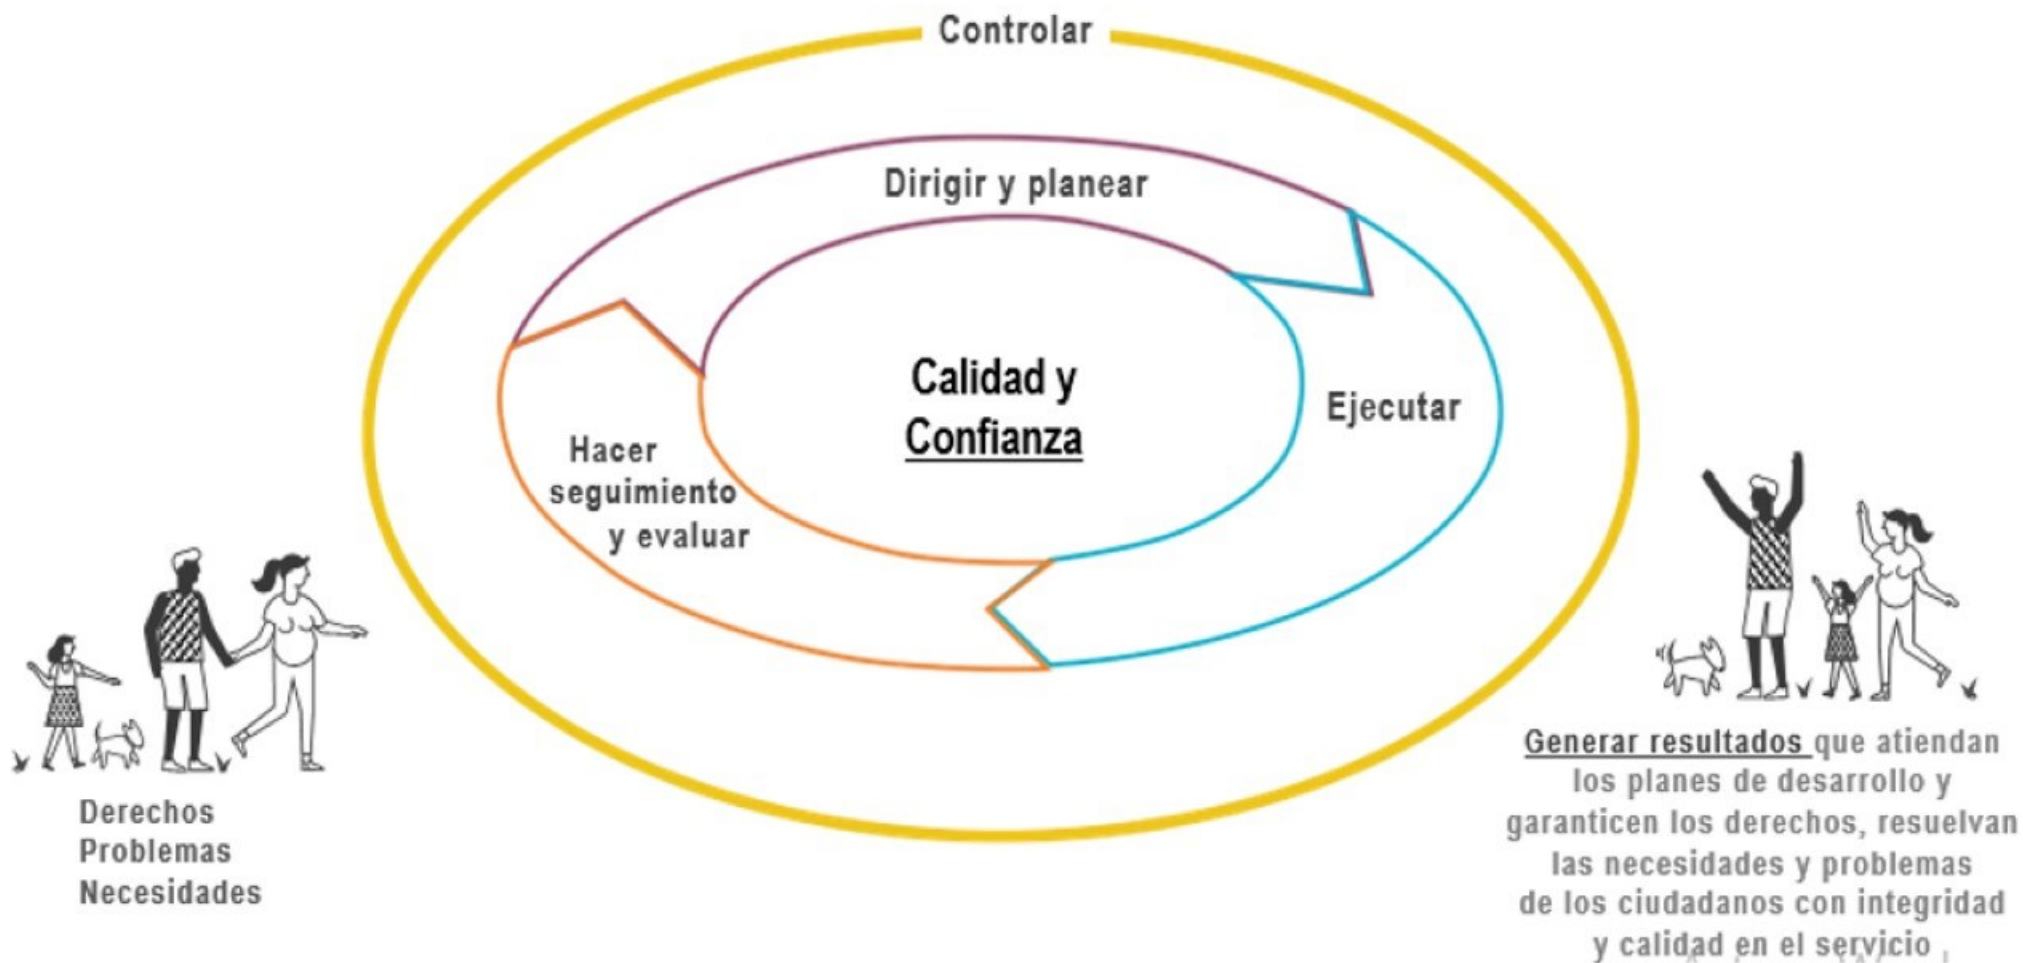 Controlar
Dirigir y planear
Calidad y
Confianza
Ejecutar
Hacer
seguimiento
y evaluar
Derechos
Problemas
Necesidades
Generar resultados que atiendan
los planes de desarrollo y
garanticen los derechos, resuelvan
las necesidades y problemas
de los ciudadanos con integridad
y calidad en el servicio